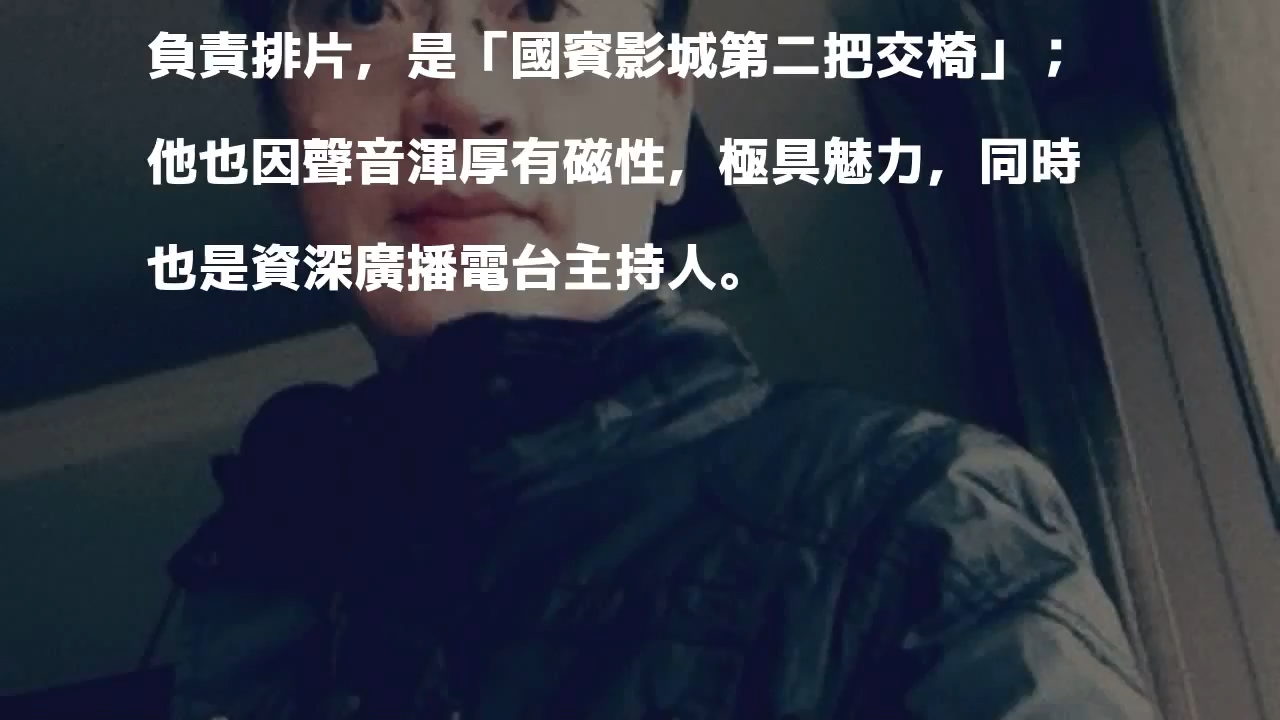 負責排片，是「國賓影城第二把交椅」；
他也因聲音渾厚有磁性，極具魅力，同時
也是資深廣播電台主持人。